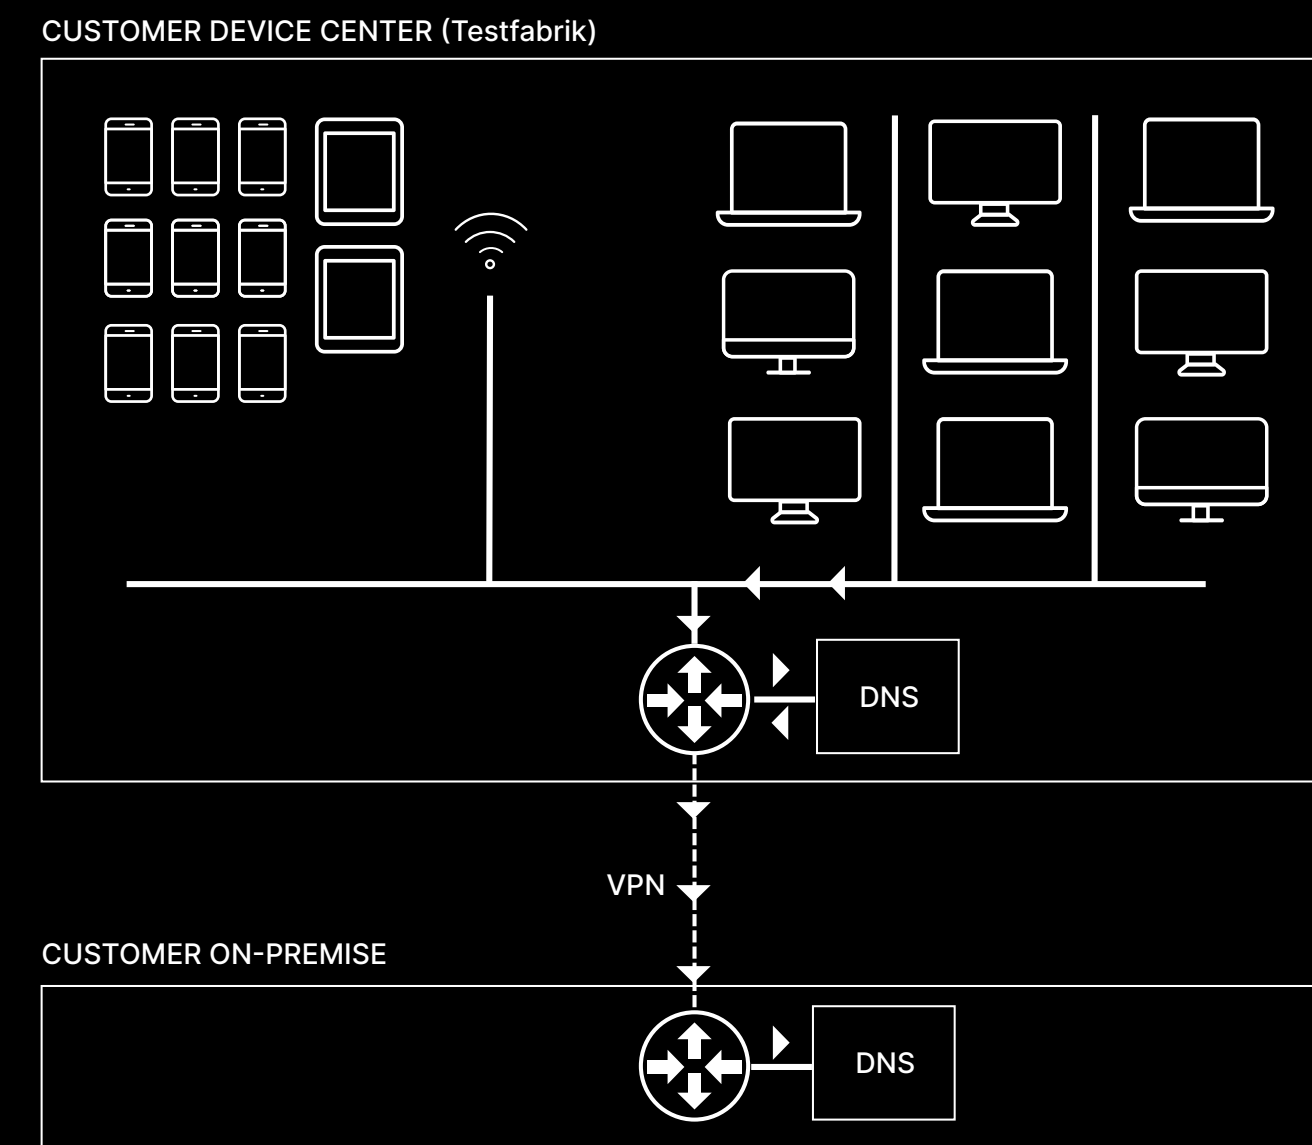 CUSTOMER DEVICE CENTER (Testfabrik)
DNS
VPN
CUSTOMER ON-PREMISE
DNS